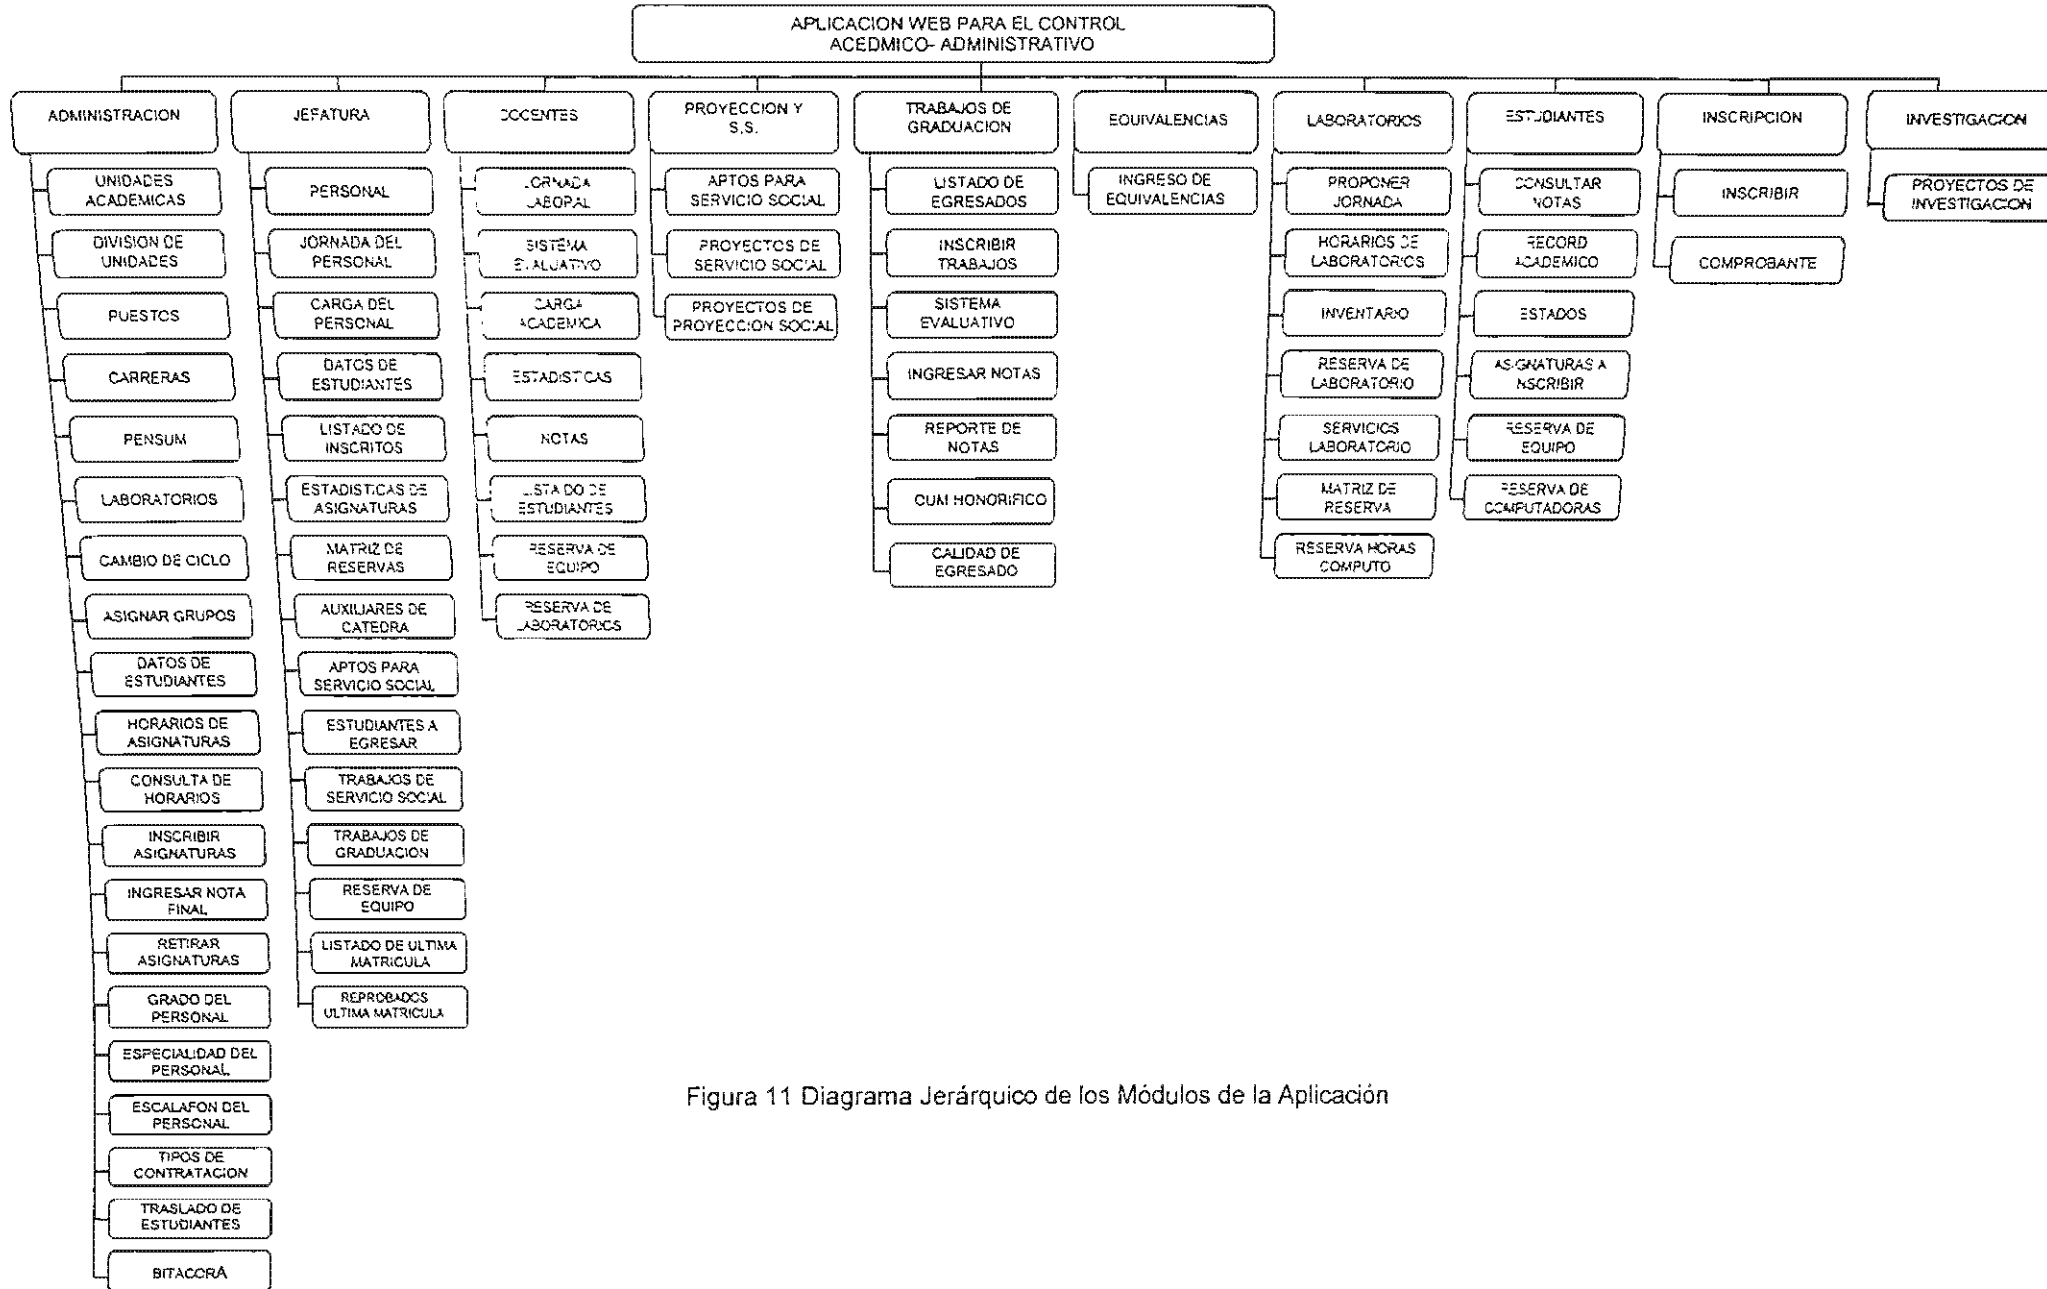 APLICACION WEB PARA EL CONTROL
ACEDMICO- ADMINISTRATIVO
ADMINISTRACION
UNIDADES
ACADEMICAS
DIVISION DE
UNIDADES
PUESTOS
CARRERAS
PENSUM
LABORATORIOS
CAMBIO DE CICLO
ASIGNAR GRUPOS
DATOS DE
ESTUDIANTES
HORARIOS DE
ASIGNATURAS
CONSULTA DE
HORARIOS
INSCRIBIR
ASIGNATURAS
INGRESAR NOTA
FINAL
RETIRAR
ASIGNATURAS
GRADO DEL
PERSONAL
ESPECIALIDAD DEL
PERSONAL
ESCALAFON DEL
PERSONAL
TIPOS DE
CONTRATACION
TRASLADO DE
ESTUDIANTES
BITACORA
JEFATURA
PERSONAL
JORNADA DEL
PERSONAL
CARGA DEL
PERSONAL
DATOS DE
ESTUDIANTES
LISTADO DE
INSCRITOS
ESTADISTICAS DE
ASIGNATURAS
MATRIZ DE
RESERVAS
AUXILIARES DE
CATEDRA
APTOS PARA
SERVICIO SOCIAL
ESTUDIANTES A
EGRESAR
TRABAJOS DE
SERVICIO SOCIAL
TRABAJOS DE
GRADUACION
RESERVA DE
EQUIPO
LISTADO DE ULTIMA
MATRICULA
REPROBADOS
ULTIMA MATRICULA
DOCENTES
JORNADA
LABORAL
SISTEMA
EVALUATIVO
CARGA
ACADEMICA
ESTADISTICAS
NOTAS
LISTADO DE
ESTUDIANTES
RESERVA DE
EQUIPO
RESERVA DE
LABORATORIOS
PROYECCION Y
S.S.
APTOS PARA
SERVICIO SOCIAL
PROYECTOS DE
SERVICIO SOCIAL
PROYECTOS DE
PROYECCION SOCIAL
TRABAJOS DE
GRADUACION
LISTADO DE
EGRESADOS
INSCRIBIR
TRABAJOS
SISTEMA
EVALUATIVO
INGRESAR NOTAS
REPORTE DE
NOTAS
CUM HONORIFICO
CALIDAD DE
EGRESADO
EQUIVALENCIAS
INGRESO DE
EQUIVALENCIAS
LABORATORIOS
PROPONER
JORNADA
HORARIOS DE
LABORATORIOS
INVENTARIO
RESERVA DE
LABORATORIO
SERVICIOS
LABORATORIO
MATRIZ DE
RESERVA
RESERVA HORAS
COMPUTO
ESTUDIANTES
CONSULTAR
NOTAS
RECORD
ACADEMICO
ESTADOS
ASIGNATURAS A
INSCRIBIR
RESERVA DE
EQUIPO
RESERVA DE
COMPUTADORAS
INSCRIPCION
INSCRIBIR
COMPROBANTE
INVESTIGACION
PROYECTOS DE
INVESTIGACION
Figura 11 Diagrama Jerárquico de los Módulos de la Aplicación